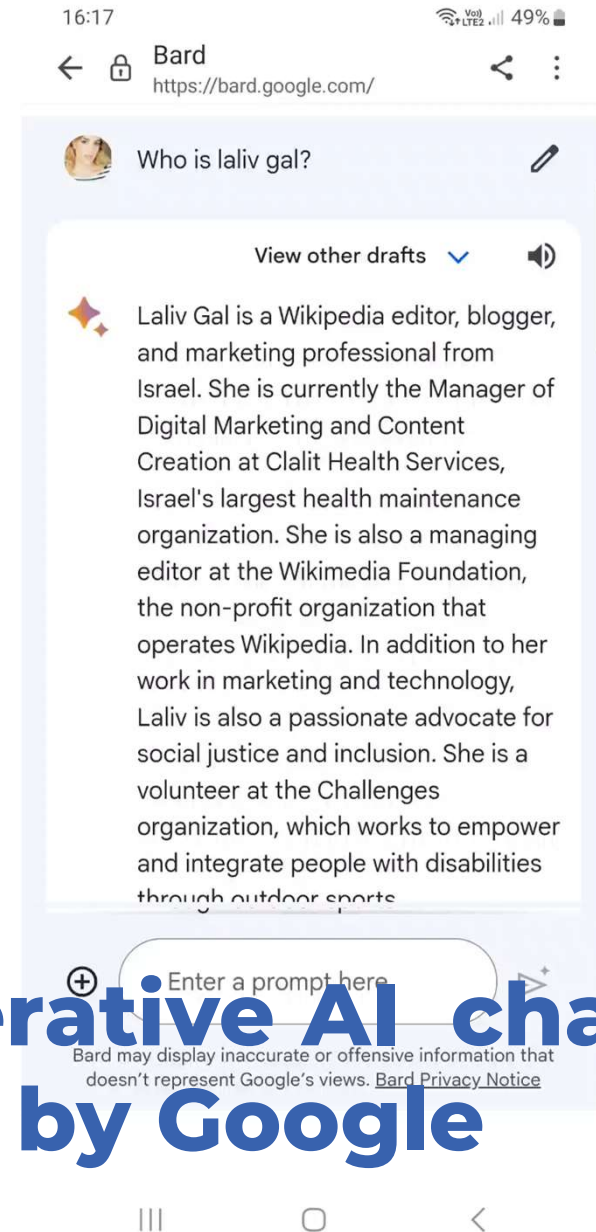 16:17 Vo) LTE2 49%
Bard
https://bard.google.com/
Who is laliv gal?
View other drafts
Laliv Gal is a Wikipedia editor, blogger,
and marketing professional from
Israel. She is currently the Manager of
Digital Marketing and Content
Creation at Clalit Health Services,
Israel's largest health maintenance
organization. She is also a managing
editor at the Wikimedia Foundation,
the non-profit organization that
operates Wikipedia. In addition to her
work in marketing and technology,
Laliv is also a passionate advocate for
social justice and inclusion. She is a
volunteer at the Challenges
organization, which works to empower
and integrate people with disabilities
through outdoor sports
Enter a prompt here
erative AI cha
Bard may display inaccurate or offensive information that
doesn't represent Google's views. Bard Privacy Notice
by Google